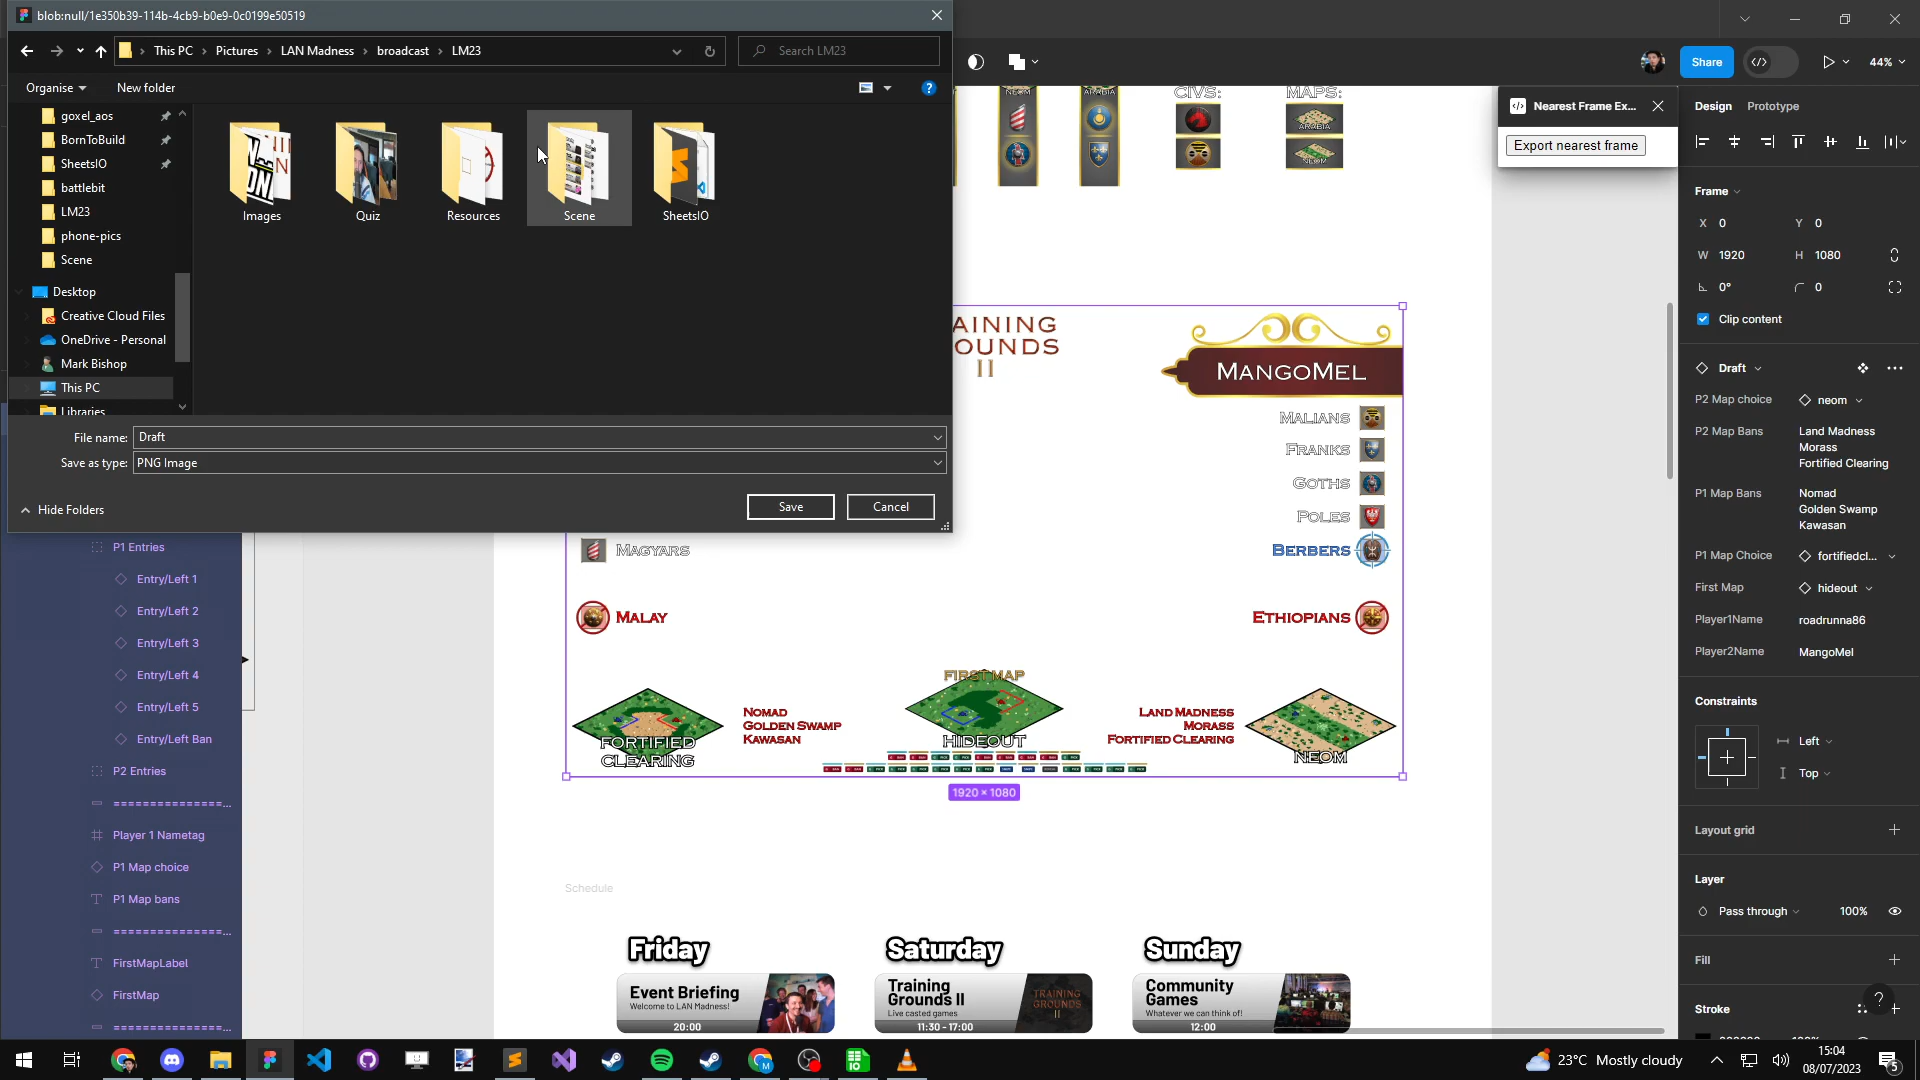 blob:null/1e350b39-114b-4cb9-b0e9-0c0199e50519
This PC
Pictures
LAN Madness
broadcast
LM23
Search LM23
Organise
New folder
goxel_aos
BornToBuild
SheetsIO
battlebit
LM23
phone-pics
Scene
Desktop
Creative Cloud Files
OneDrive - Personal
Mark Bishop
This PC
Libraries
Images
Quiz
Resources
Scene
SheetsIO
File name:
Draft
Save as type:
PNG Image
Hide Folders
Save
Cancel
Share
44%
Nearest Frame Ex...
Export nearest frame
NEOM
ARABIA
CIVS:
MAPS:
ARABIA
NEOM
AINING
OUNDS
II
MANGOMEL
MALIANS
FRANKS
GOTHS
POLES
BERBERS
MAGYARS
MALAY
ETHIOPIANS
FORTIFIED
CLEARING
NOMAD
GOLDEN SWAMP
KAWASAN
FIRST MAP
HIDEOUT
LAND MADNESS
MORASS
FORTIFIED CLEARING
NEOM
1920 × 1080
Schedule
Friday
Event Briefing
Welcome to LAN Madness!
20:00
Saturday
Training
Grounds II
Live casted games
11:30 - 17:00
TRAINING
GROUNDS
II
Sunday
Community
Games
Whatever we can think of!
12:00
P1 Entries
Entry/Left 1
Entry/Left 2
Entry/Left 3
Entry/Left 4
Entry/Left 5
Entry/Left Ban
P2 Entries
===============...
Player 1 Nametag
P1 Map choice
P1 Map bans
===============...
FirstMapLabel
FirstMap
===============...
Design
Prototype
Frame
X 0
Y 0
W 1920
H 1080
0°
0
Clip content
Draft
P2 Map choice
neom
P2 Map Bans
Land Madness
Morass
Fortified Clearing
P1 Map Bans
Nomad
Golden Swamp
Kawasan
P1 Map Choice
fortifiedcl...
First Map
hideout
Player1Name
roadrunna86
Player2Name
MangoMel
Constraints
Left
Top
Layout grid
Layer
Pass through
100%
Fill
Stroke
?
23°C Mostly cloudy
15:04
08/07/2023
5